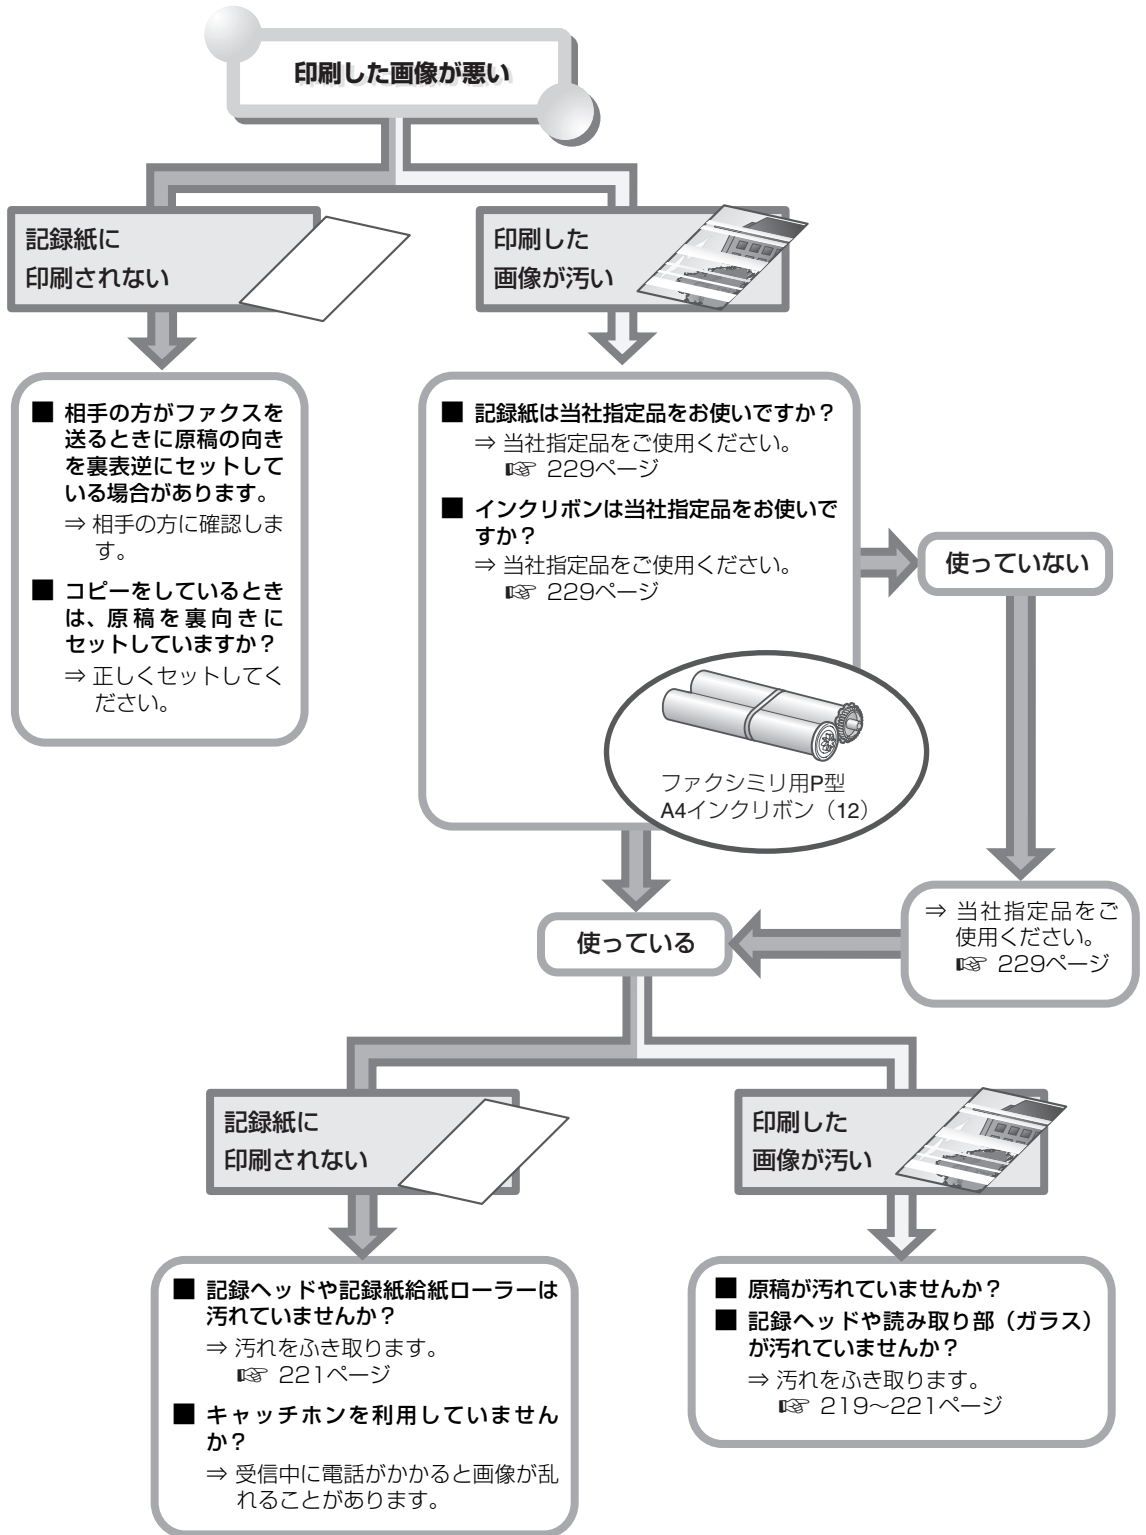 印刷した画像が悪い
記録紙に
印刷されない
印刷した
画像が汚い
■ 相手の方がファクスを
送るときに原稿の向き
を裏表逆にセットして
いる場合があります。
⇒ 相手の方に確認しま
す。
■ コピーをしているとき
は、原稿を裏向きに
セットしていますか？
⇒ 正しくセットしてく
ださい。
■ 記録紙は当社指定品をお使いですか？
⇒ 当社指定品をご使用ください。
☞ 229ページ
■ インクリボンは当社指定品をお使いで
すか？
⇒ 当社指定品をご使用ください。
☞ 229ページ
ファクシミリ用P型
A4インクリボン（12）
使っていない
⇒ 当社指定品をご
使用ください。
☞ 229ページ
使っている
記録紙に
印刷されない
印刷した
画像が汚い
■ 記録ヘッドや記録紙給紙ローラーは
汚れていませんか？
⇒ 汚れをふき取ります。
☞ 221ページ
■ キャッチホンを利用していません
か？
⇒ 受信中に電話がかかると画像が乱
れることがあります。
■ 原稿が汚れていませんか？
■ 記録ヘッドや読み取り部（ガラス）
が汚れていませんか？
⇒ 汚れをふき取ります。
☞ 219～221ページ